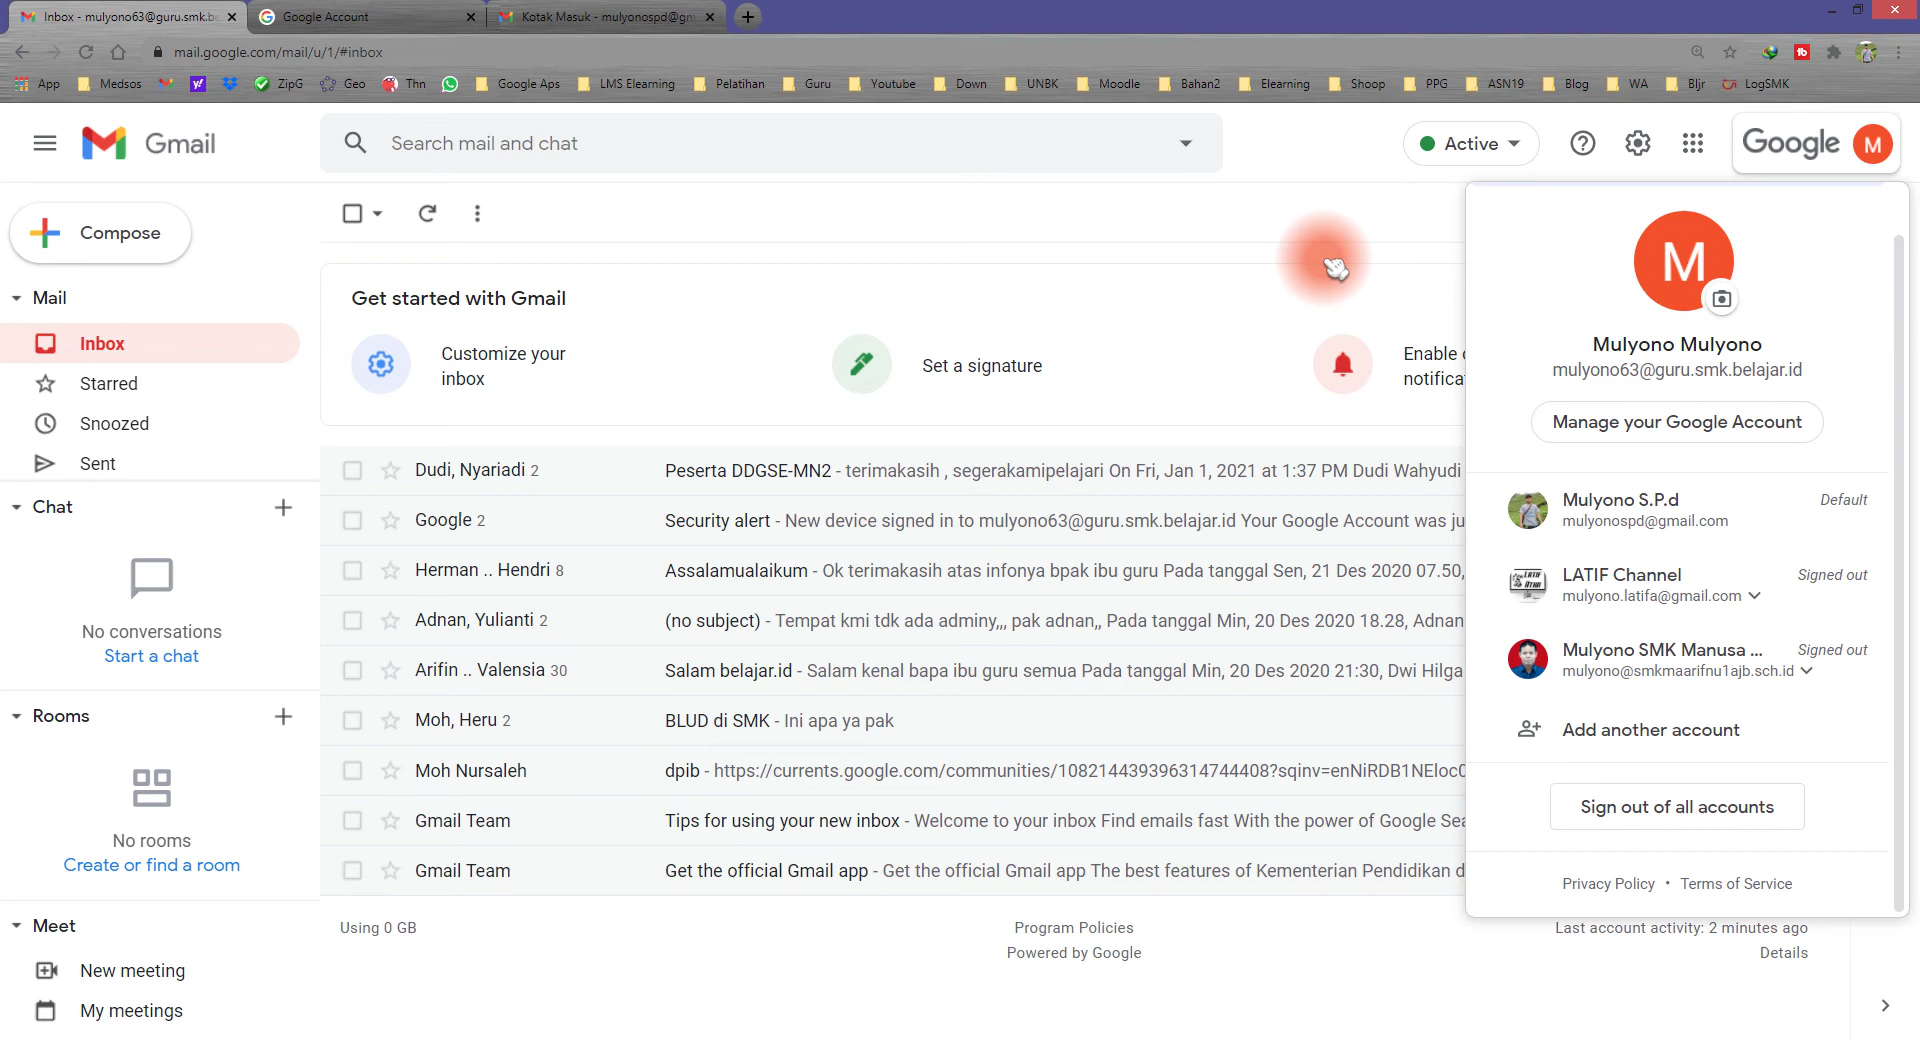 Inbox - mulyono63@guru.smk.b
Google Account
Kotak Masuk - mulyonospd@gm
mail.google.com/mail/u/1/#inbox
App
Medsos
ZipG
Geo
Thn
Google Aps
LMS Elearning
Pelatihan
Guru
Youtube
Down
UNBK
Moodle
Bahan2
Elearning
Shoop
PPG
ASN19
Blog
WA
Bljr
LogSMK
Gmail
Search mail and chat
Active
Google
M
Compose
Mail
Inbox
Starred
Snoozed
Sent
Chat
No conversations
Start a chat
Rooms
No rooms
Create or find a room
Meet
New meeting
My meetings
Get started with Gmail
Customize your
inbox
Set a signature
Enable
notifica
Dudi, Nyariadi 2 Peserta DDGSE-MN2 - terimakasih , segerakamipelajari On Fri, Jan 1, 2021 at 1:37 PM Dudi Wahyudi
Google 2 Security alert - New device signed in to mulyono63@guru.smk.belajar.id Your Google Account was ju
Herman .. Hendri 8 Assalamualaikum - Ok terimakasih atas infonya bpak ibu guru Pada tanggal Sen, 21 Des 2020 07.50,
Adnan, Yulianti 2 (no subject) - Tempat kmi tdk ada adminy,,, pak adnan,, Pada tanggal Min, 20 Des 2020 18.28, Adnan
Arifin .. Valensia 30 Salam belajar.id - Salam kenal bapa ibu guru semua Pada tanggal Min, 20 Des 2020 21:30, Dwi Hilga
Moh, Heru 2 BLUD di SMK - Ini apa ya pak
Moh Nursaleh dpib - https://currents.google.com/communities/108214439396314744408?sqinv=enNiRDB1NEloc0
Gmail Team Tips for using your new inbox - Welcome to your inbox Find emails fast With the power of Google Sea
Gmail Team Get the official Gmail app - Get the official Gmail app The best features of Kementerian Pendidikan d
Using 0 GB
Program Policies
Powered by Google
Last account activity: 2 minutes ago
Details
M
Mulyono Mulyono
mulyono63@guru.smk.belajar.id
Manage your Google Account
Mulyono S.P.d Default
mulyonospd@gmail.com
LATIF Channel Signed out
mulyono.latifa@gmail.com
Mulyono SMK Manusa ... Signed out
mulyono@smkmaarifnu1ajb.sch.id
Add another account
Sign out of all accounts
Privacy Policy • Terms of Service